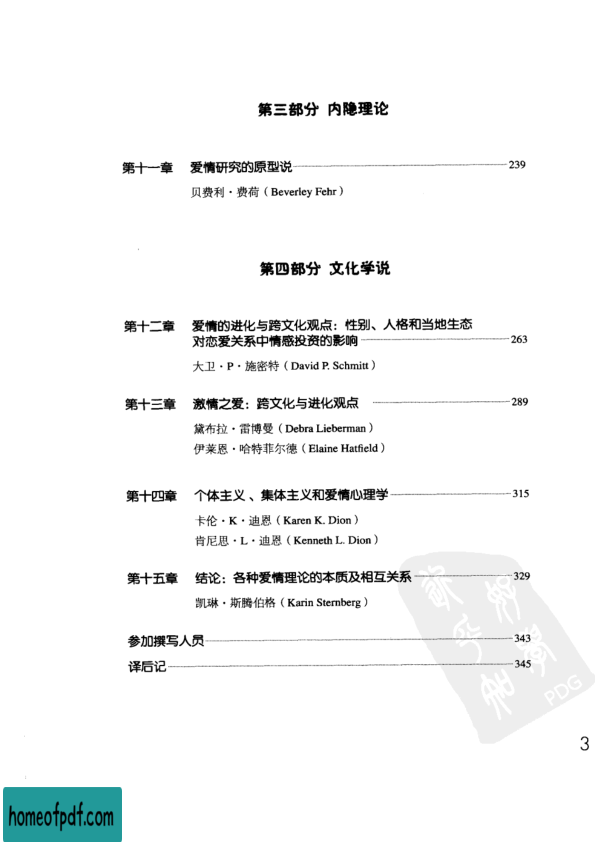 第三部分 内隐理论
第十一章 爱情研究的原型说 239
贝费利·费荷（Beverley Fehr）
第四部分 文化学说
第十二章 爱情的进化与跨文化观点：性别、人格和当地生态
对恋爱关系中情感投资的影响 263
大卫·P·施密特（David P. Schmitt）
第十三章 激情之爱：跨文化与进化观点 289
黛布拉·雷博曼（Debra Lieberman）
伊莱恩·哈特菲尔德（Elaine Hatfield）
第十四章 个体主义、集体主义和爱情心理学 315
卡伦·K·迪恩（Karen K. Dion）
肯尼思·L·迪恩（Kenneth L. Dion）
第十五章 结论：各种爱情理论的本质及相互关系 329
凯琳·斯腾伯格（Karin Sternberg）
参加撰写人员 343
译后记 345
PDG
3
homeofpdf.com